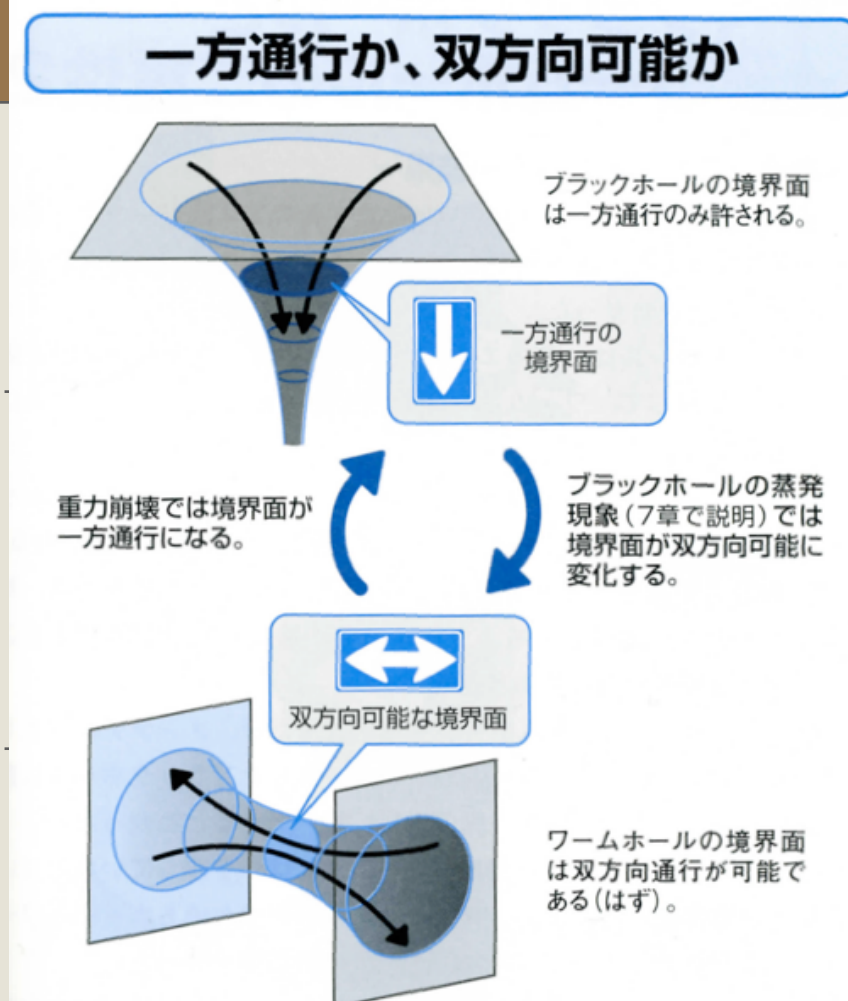 一方通行か、双方向可能か
ブラックホールの境界面
は一方通行のみ許される。
一方通行の
境界面
重力崩壊では境界面が
一方通行になる。
ブラックホールの蒸発
現象(7章で説明)では
境界面が双方向可能に
変化する。
双方向可能な境界面
ワームホールの境界面
は双方向通行が可能で
ある(はず)。